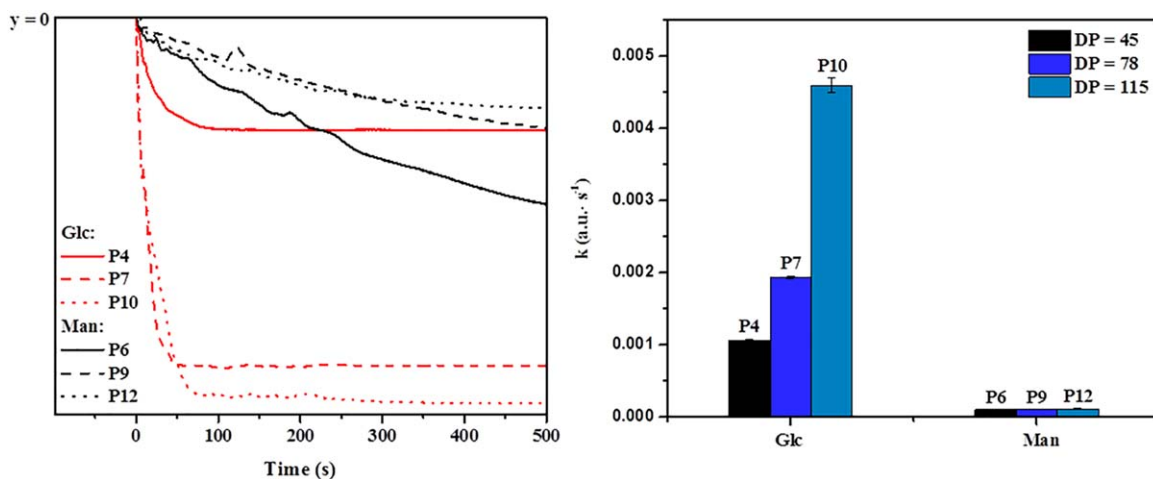 y = 0
Glc:
P4
P7
P10
Man:
P6
P9
P12
0 100 200 300 400 500
Time (s)
k (a.u.· s⁻¹)
0.005
0.004
0.003
0.002
0.001
0.000
DP = 45
DP = 78
DP = 115
P10
P7
P4
P6 P9 P12
Glc Man